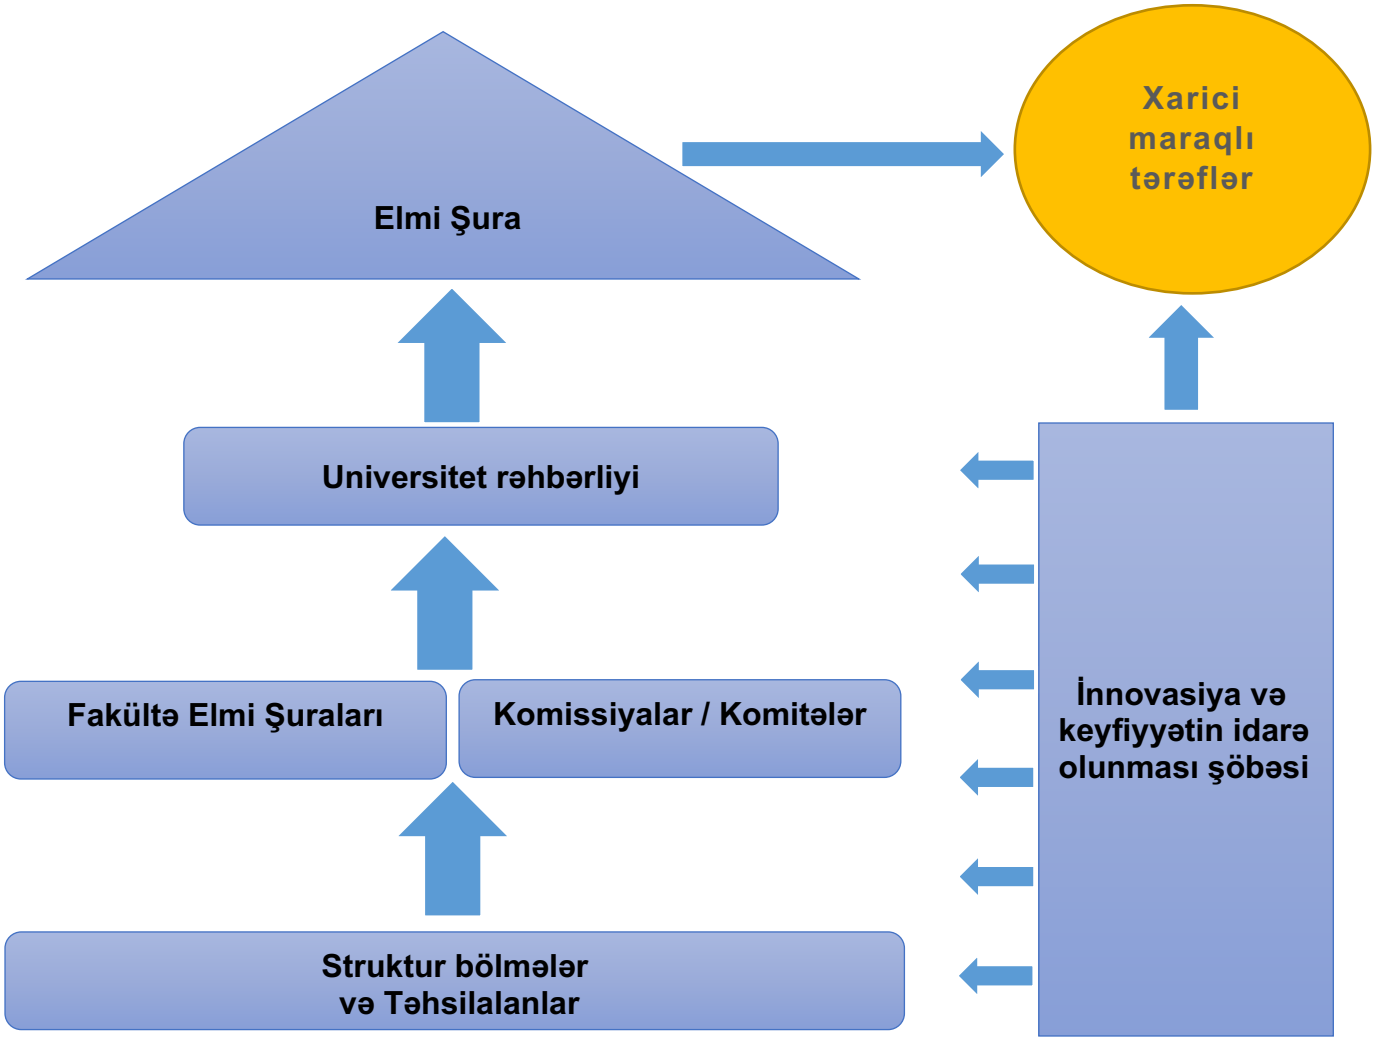 Xarici
maraqlı
tərəflər
Elmi Şura
Universitet rəhbərliyi
Fakültə Elmi Şuraları
Komissiyalar / Komitələr
İnnovasiya və
keyfiyyətin idarə
olunması şöbəsi
Struktur bölmələr
və Təhsilalanlar